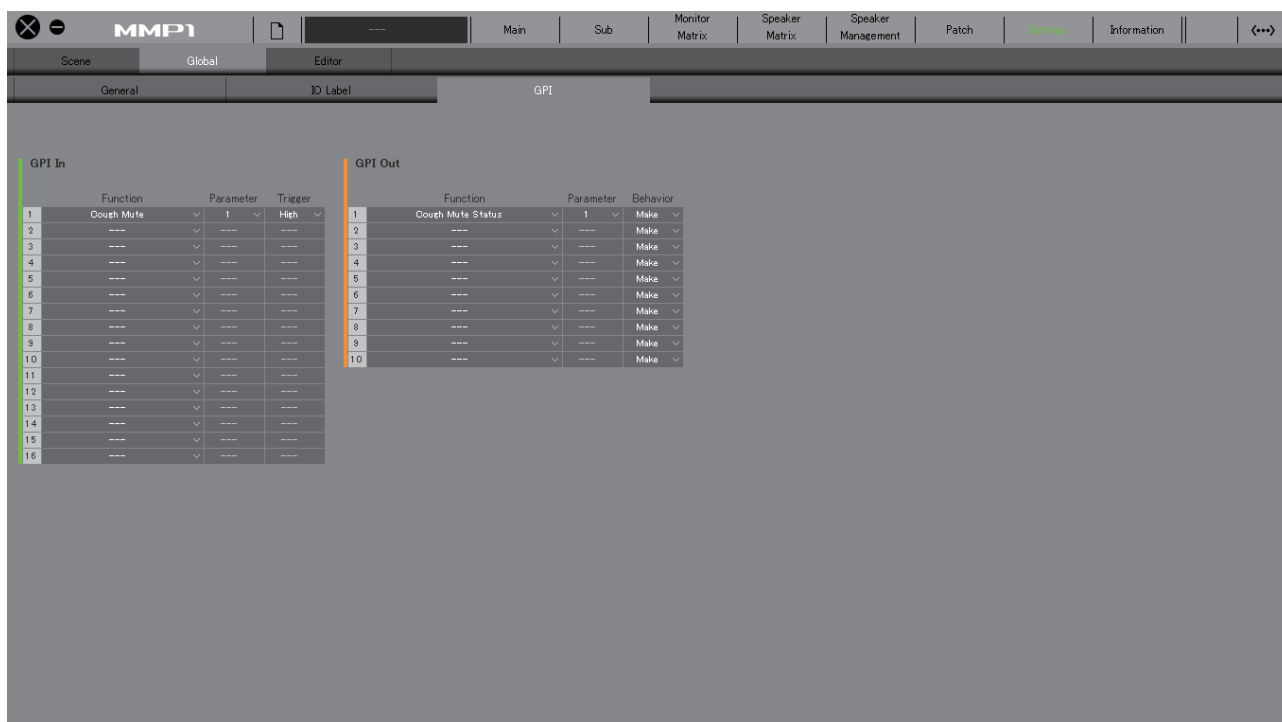 MMP1 --- Main Sub Monitor Matrix Speaker Matrix Speaker Management Patch Information
Scene Global Editor
General IO Label GPI
GPI In GPI Out
Function Parameter Trigger Function Parameter Behavior
1 Cough Mute 1 High 1 Cough Mute Status 1 Make
2 --- --- --- 2 --- --- Make
3 --- --- --- 3 --- --- Make
4 --- --- --- 4 --- --- Make
5 --- --- --- 5 --- --- Make
6 --- --- --- 6 --- --- Make
7 --- --- --- 7 --- --- Make
8 --- --- --- 8 --- --- Make
9 --- --- --- 9 --- --- Make
10 --- --- --- 10 --- --- Make
11 --- --- ---
12 --- --- ---
13 --- --- ---
14 --- --- ---
15 --- --- ---
16 --- --- ---